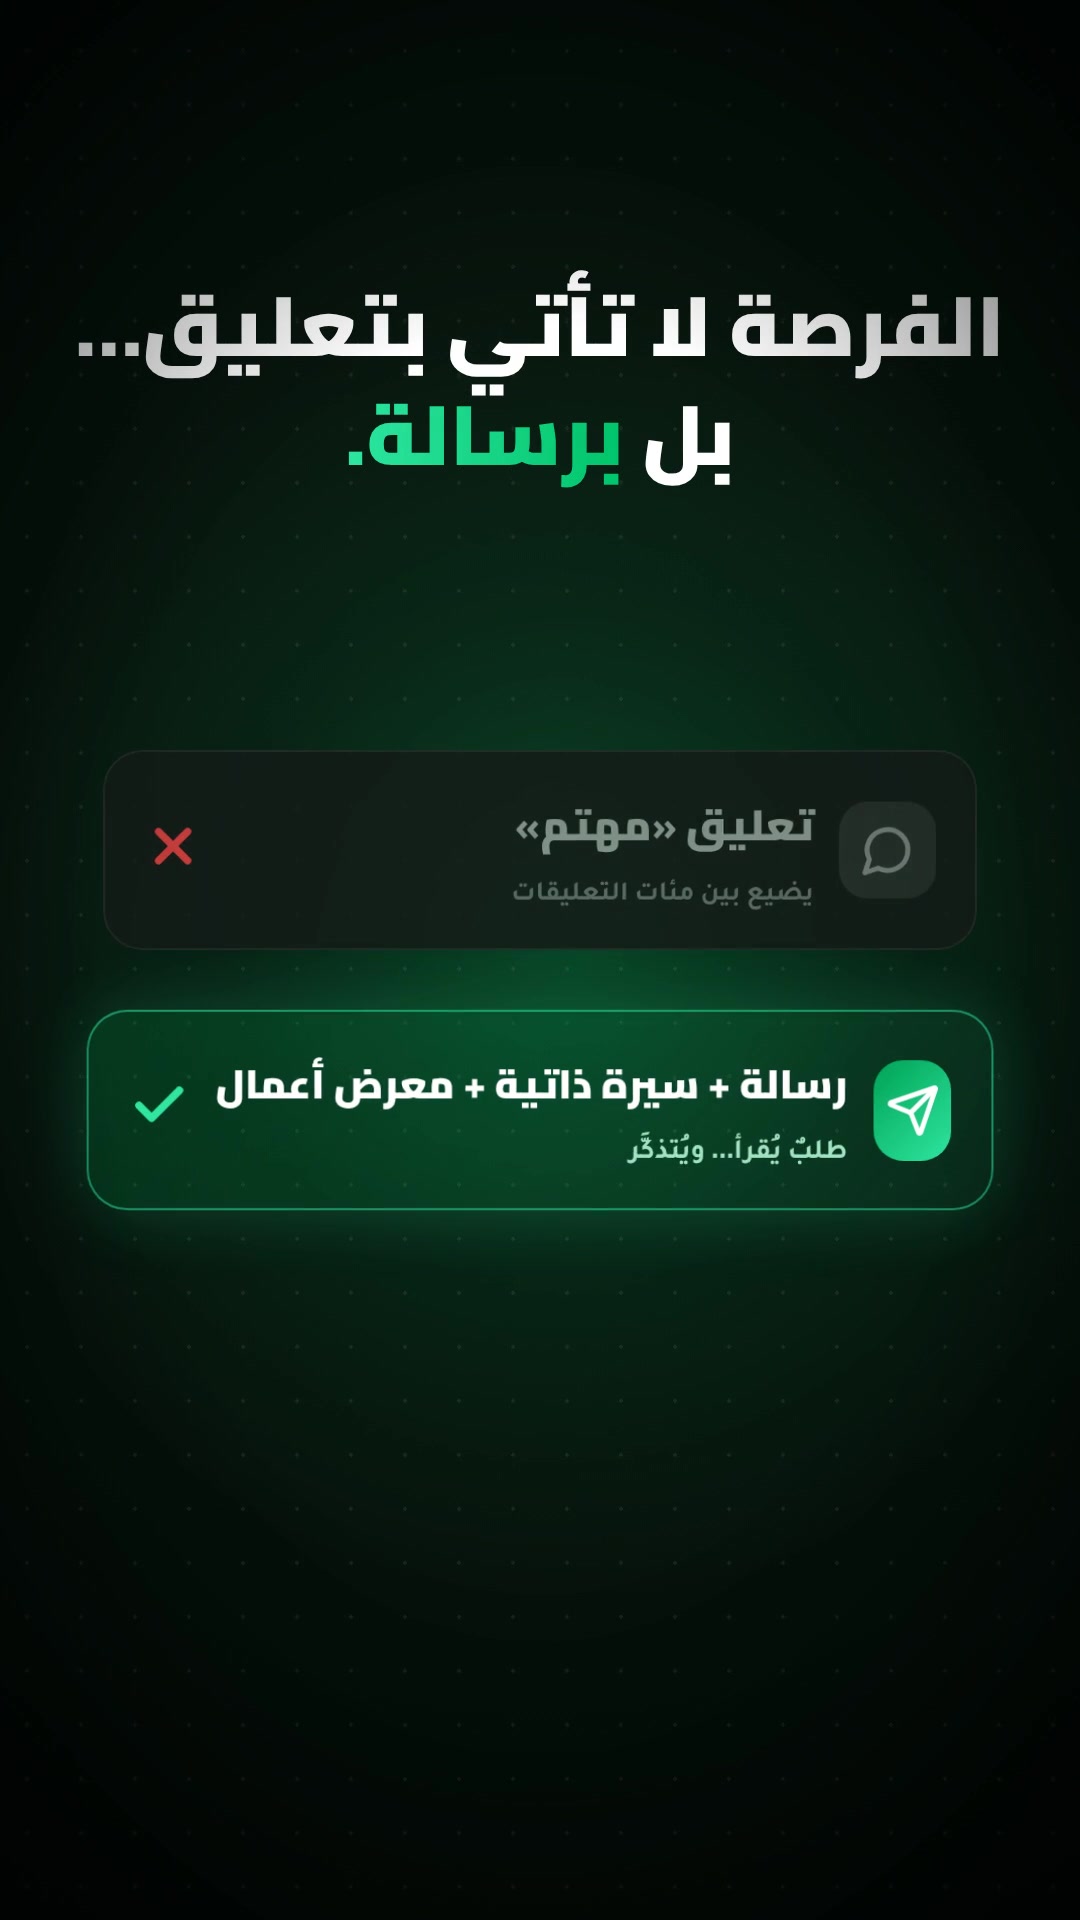 الفرصة لا تأتي بتعليق...
بل برسالة.
تعليق «مهتم»
يضيع بين مئات التعليقات
رسالة + سيرة ذاتية + معرض أعمال
طلبٌ يُقرأ... ويُتذكَّر